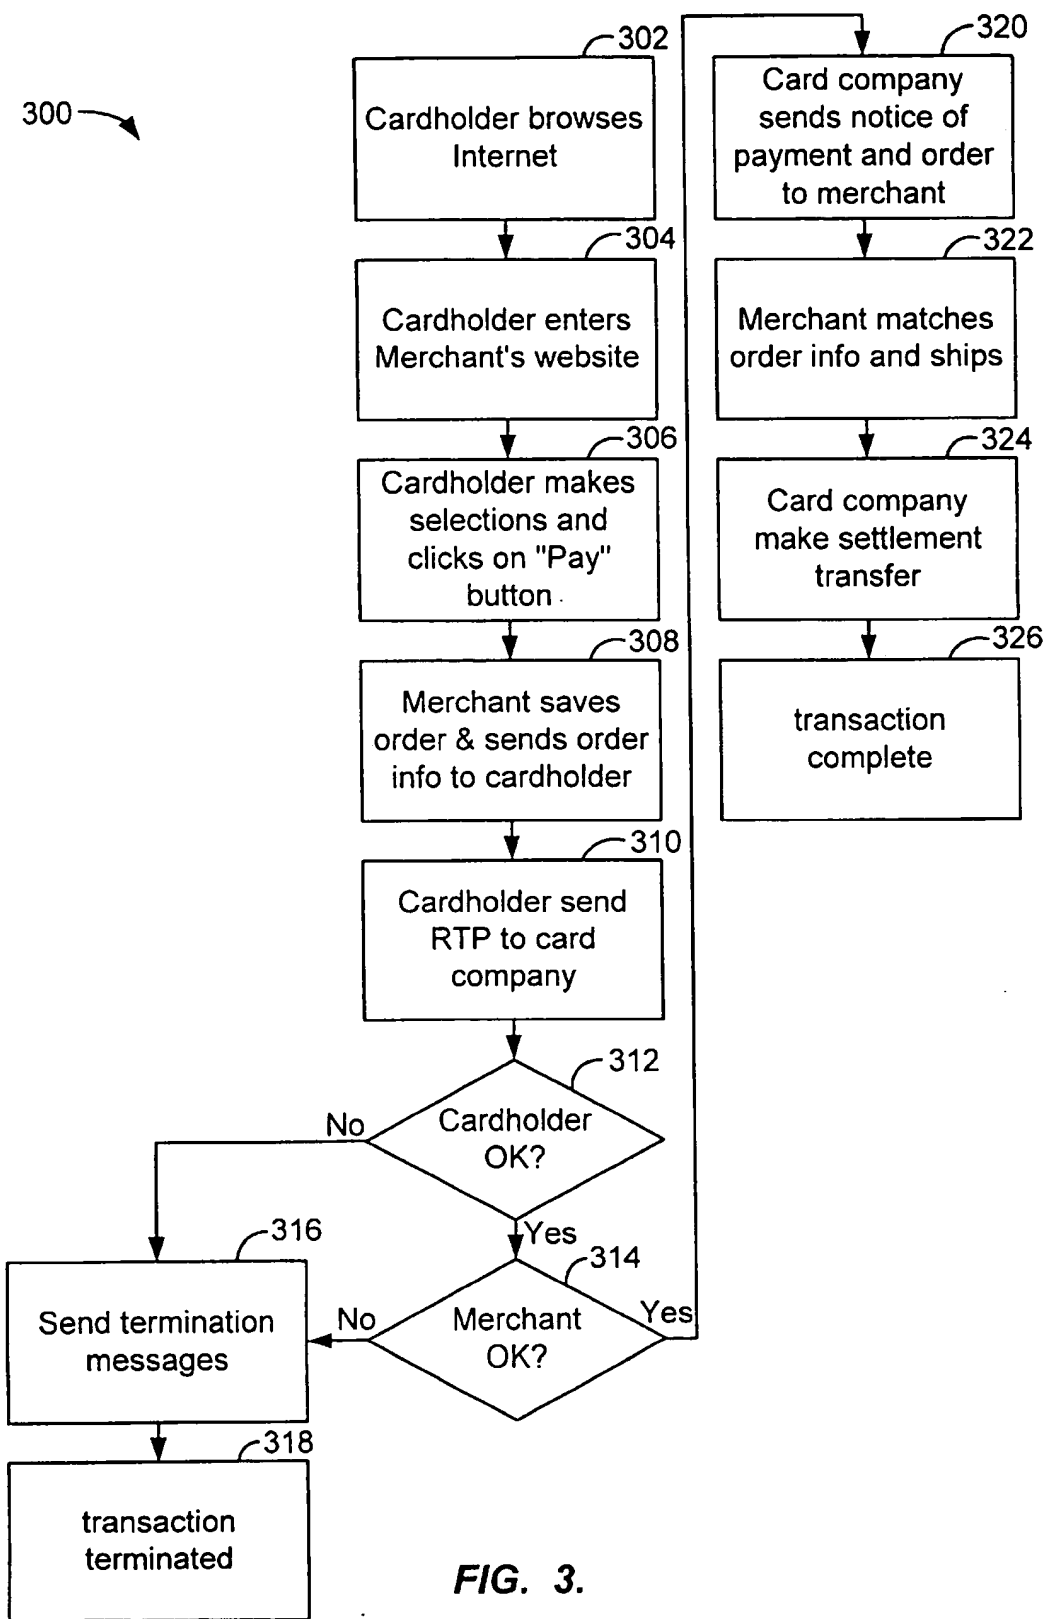 300
302
Cardholder browses
Internet
304
Cardholder enters
Merchant's website
306
Cardholder makes
selections and
clicks on "Pay"
button
308
Merchant saves
order & sends order
info to cardholder
310
Cardholder send
RTP to card
company
312
Cardholder
OK?
No
Yes
314
Merchant
OK?
No
Yes
316
Send termination
messages
318
transaction
terminated
320
Card company
sends notice of
payment and order
to merchant
322
Merchant matches
order info and ships
324
Card company
make settlement
transfer
326
transaction
complete
FIG. 3.